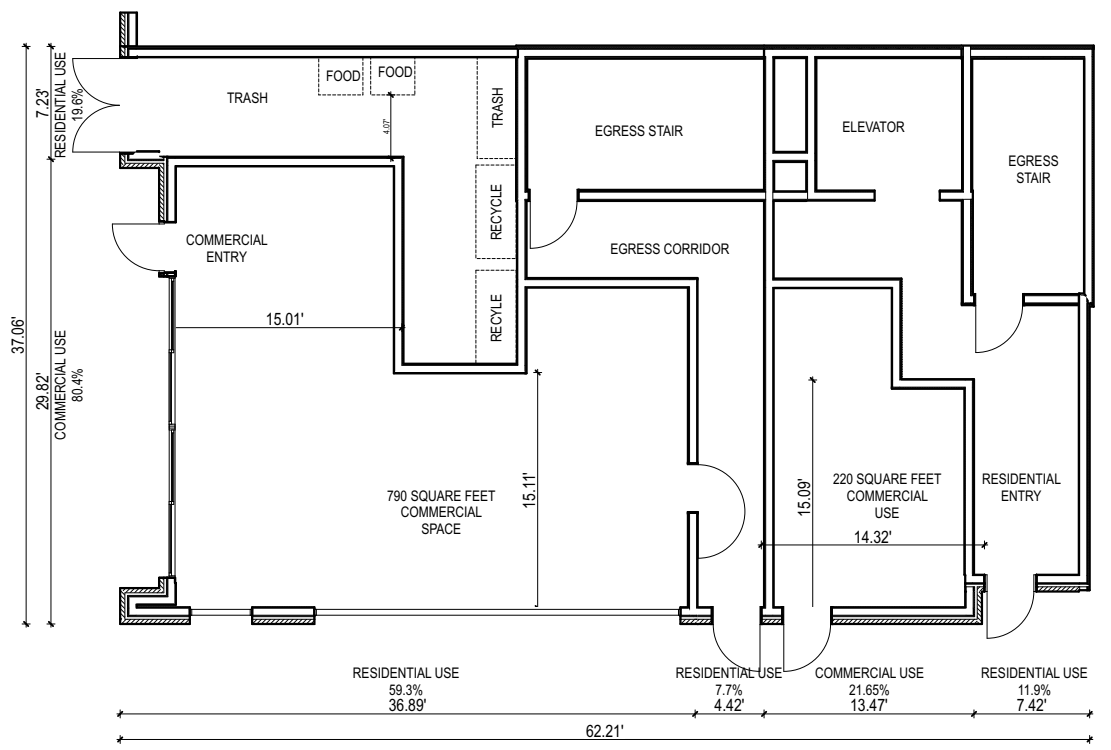 FOOD
FOOD
TRASH
TRASH
4.07'
7.23'
RESIDENTIAL USE
19.6%
EGRESS STAIR
ELEVATOR
EGRESS
STAIR
RECYCLE
COMMERCIAL
ENTRY
EGRESS CORRIDOR
RECYLE
15.01'
37.06'
29.82'
COMMERCIAL USE
80.4%
15.11'
790 SQUARE FEET
COMMERCIAL
SPACE
15.09'
220 SQUARE FEET
COMMERCIAL
USE
14.32'
RESIDENTIAL
ENTRY
RESIDENTIAL USE
59.3%
36.89'
RESIDENTIAL USE
7.7%
4.42'
COMMERCIAL USE
21.65%
13.47'
RESIDENTIAL USE
11.9%
7.42'
62.21'